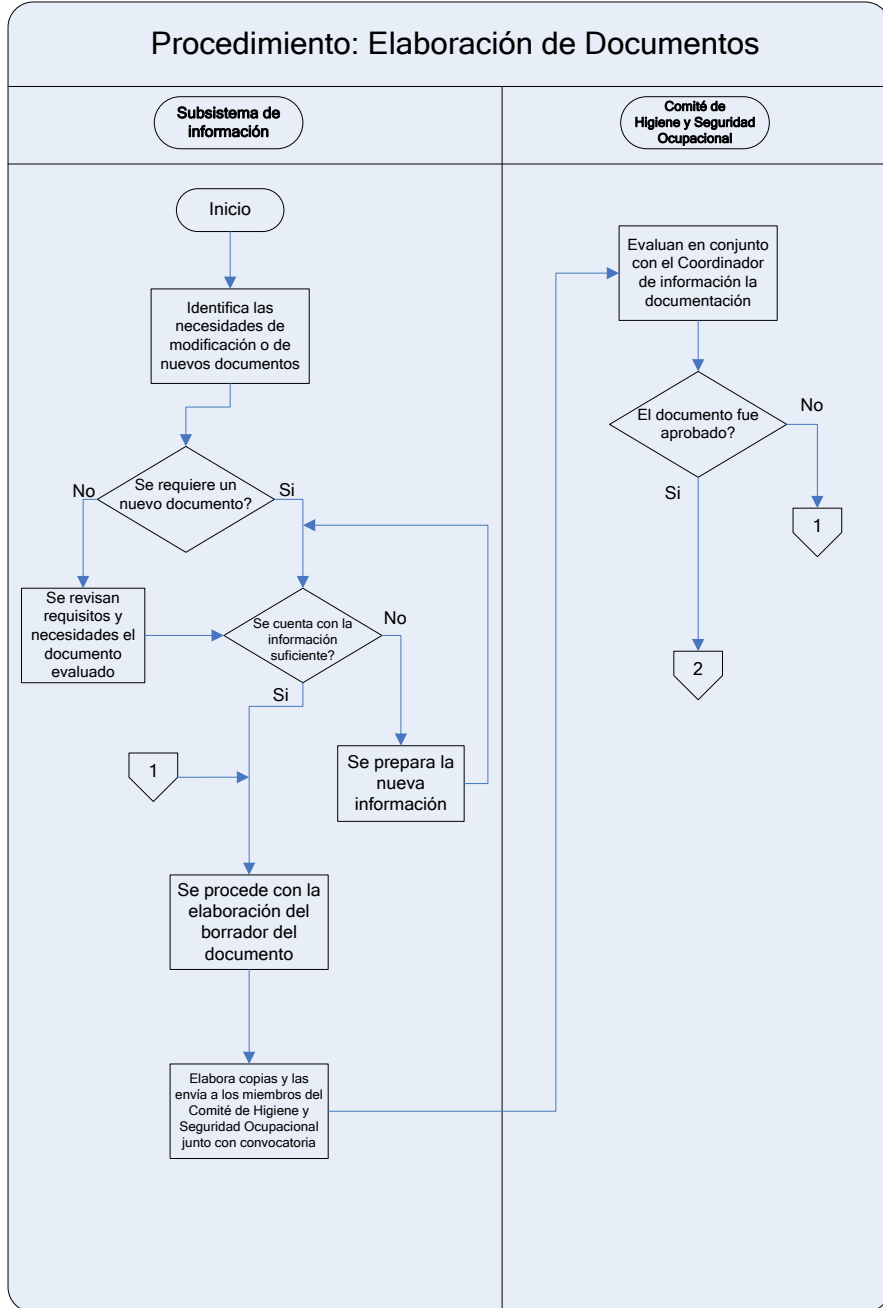 Procedimiento: Elaboración de Documentos
Subsistema de
información
Comité de
Higiene y Seguridad
Ocupacional
Inicio
Identifica las
necesidades de
modificación o de
nuevos documentos
Se requiere un
nuevo documento?
No
Si
Se revisan
requisitos y
necesidades el
documento
evaluado
Se cuenta con la
información
suficiente?
No
Si
Se prepara la
nueva
información
1
Se procede con la
elaboración del
borrador del
documento
Elabora copias y las
envía a los miembros del
Comité de Higiene y
Seguridad Ocupacional
junto con convocatoria
Evaluan en conjunto
con el Coordinador
de información la
documentación
El documento fue
aprobado?
No
Si
1
2